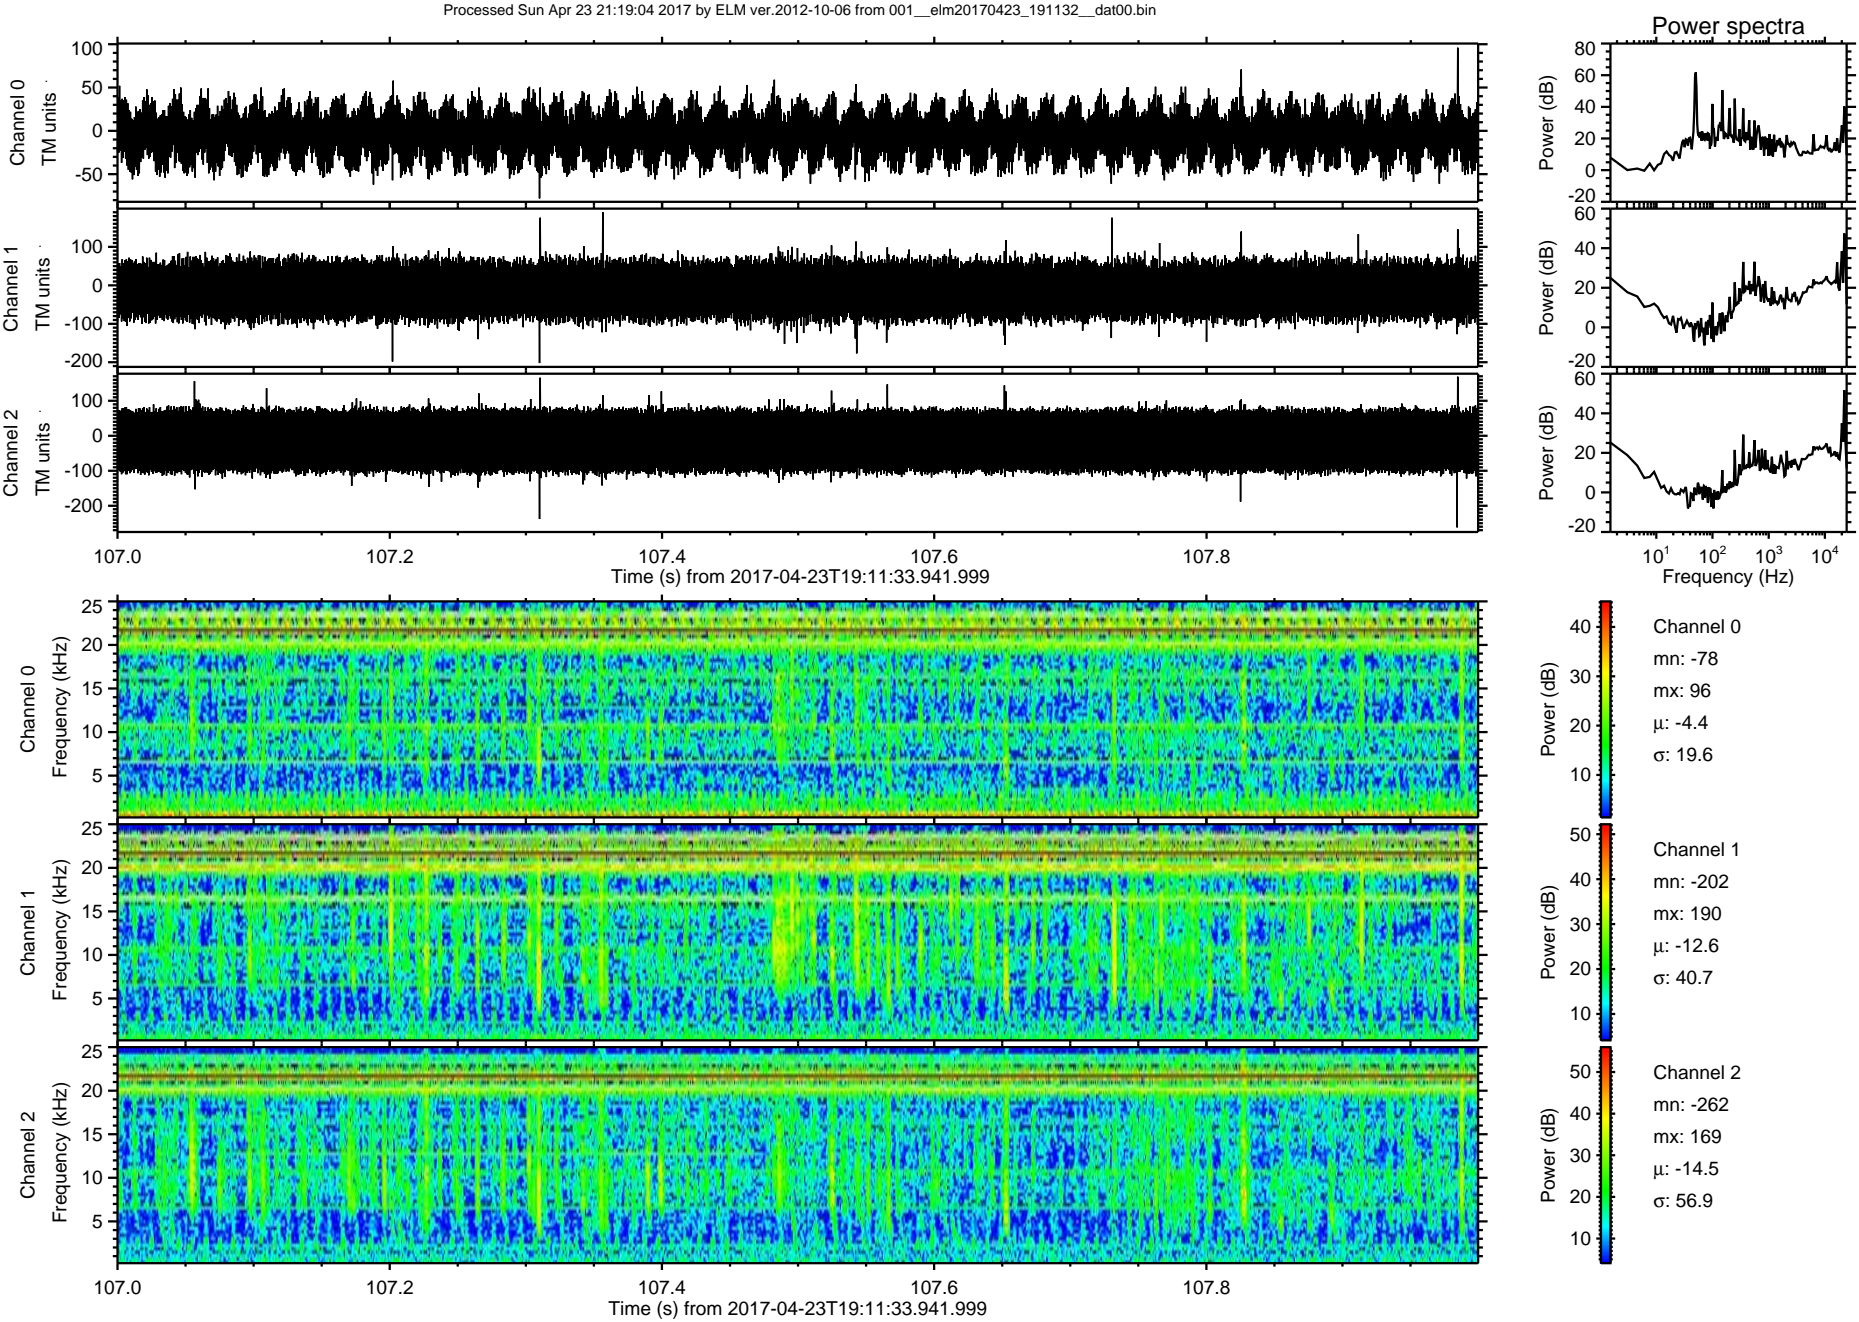 Processed Sun Apr 23 21:19:04 2017 by ELM ver.2012-10-06 from 001__elm20170423_191132__dat00.bin
Power spectra
Channel 0
TM units
100
50
0
-50
Power (dB)
80
60
40
20
0
-20
Channel 1
TM units
100
0
-100
-200
Power (dB)
60
40
20
0
-20
Channel 2
TM units
100
0
-100
-200
Power (dB)
60
40
20
0
-20
107.0 107.2 107.4 107.6 107.8
Time (s) from 2017-04-23T19:11:33.941.999
10^1 10^2 10^3 10^4
Frequency (Hz)
Channel 0
Frequency (kHz)
25
20
15
10
5
Power (dB)
40
30
20
10
Channel 0
mn: -78
mx: 96
μ: -4.4
σ: 19.6
Channel 1
Frequency (kHz)
25
20
15
10
5
Power (dB)
50
40
30
20
10
Channel 1
mn: -202
mx: 190
μ: -12.6
σ: 40.7
Channel 2
Frequency (kHz)
25
20
15
10
5
Power (dB)
50
40
30
20
10
Channel 2
mn: -262
mx: 169
μ: -14.5
σ: 56.9
107.0 107.2 107.4 107.6 107.8
Time (s) from 2017-04-23T19:11:33.941.999